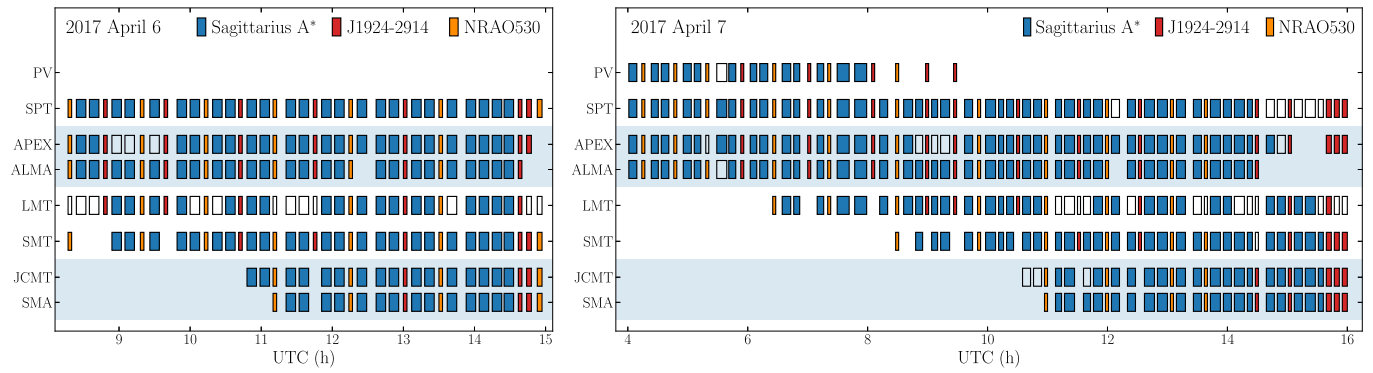 2017 April 6 Sagittarius A* J1924-2914 NRAO530
PV
SPT
APEX
ALMA
LMT
SMT
JCMT
SMA
9 10 11 12 13 14 15
UTC (h)
2017 April 7 Sagittarius A* J1924-2914 NRAO530
PV
SPT
APEX
ALMA
LMT
SMT
JCMT
SMA
4 6 8 10 12 14 16
UTC (h)